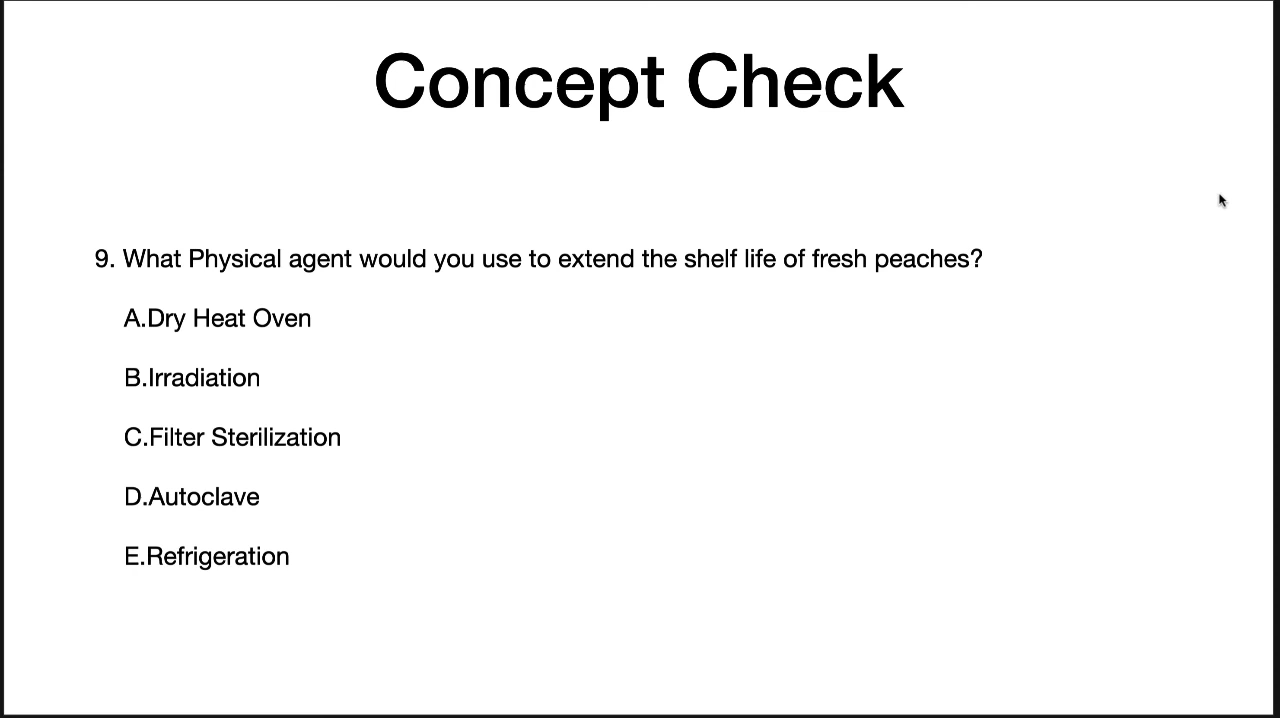 Concept Check
9. What Physical agent would you use to extend the shelf life of fresh peaches?
A.Dry Heat Oven
B.Irradiation
C.Filter Sterilization
D.Autoclave
E.Refrigeration